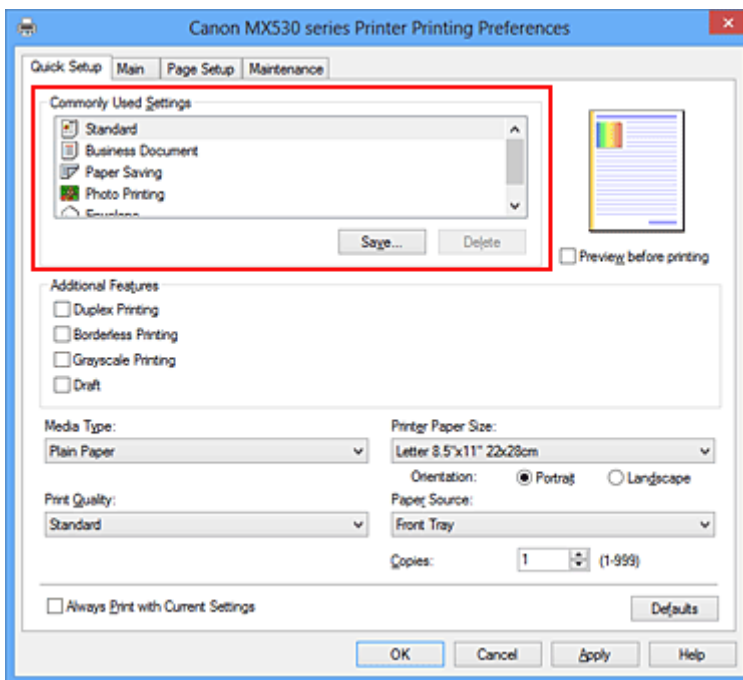 Canon MX530 series Printer Printing Preferences
Quick Setup Main Page Setup Maintenance
Commonly Used Settings
Standard
Business Document
Paper Saving
Photo Printing
Envelope
Save... Delete
Preview before printing
Additional Features
Duplex Printing
Borderless Printing
Grayscale Printing
Draft
Media Type: Printer Paper Size:
Plain Paper Letter 8.5"x11" 22x28cm
Orientation: Portrait Landscape
Print Quality: Paper Source:
Standard Front Tray
Copies: 1 (1-999)
Always Print with Current Settings Defaults
OK Cancel Apply Help